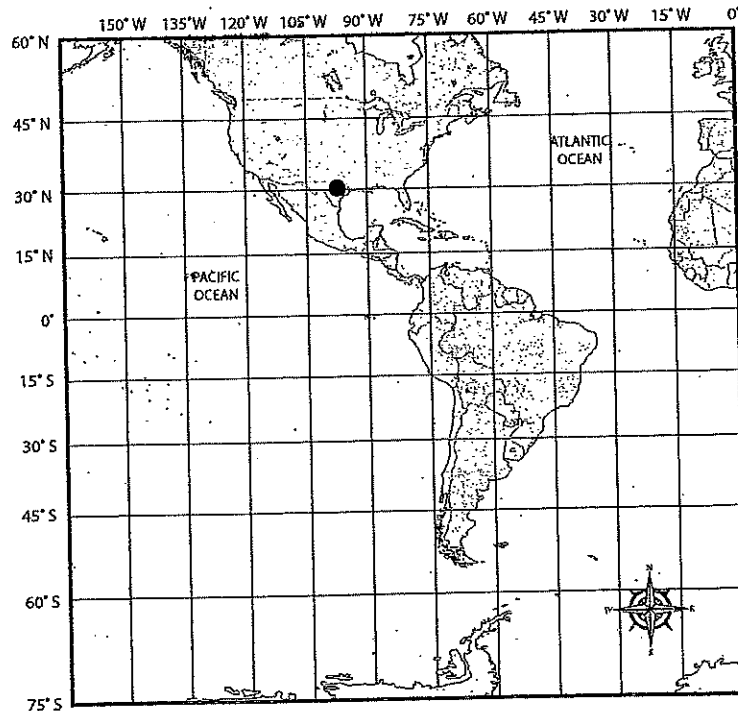 150° W 135° W 120° W 105° W 90° W 75° W 60° W 45° W 30° W 15° W 0°
60° N
45° N
ATLANTIC
OCEAN
30° N
15° N
PACIFIC
OCEAN
0°
15° S
30° S
45° S
N
60° S
W E
S
75° S